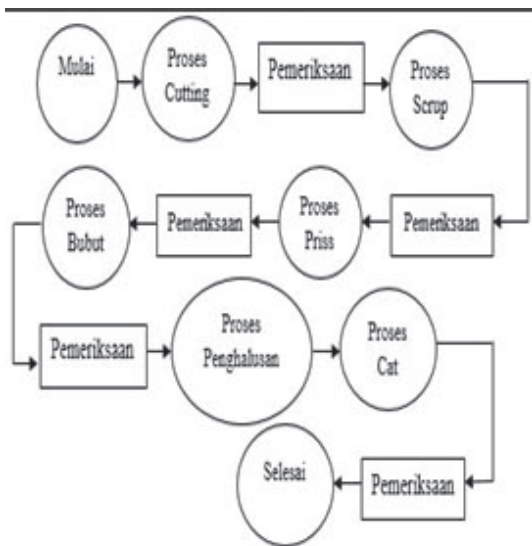 Mulai
Proses
Cutting
Pemeriksaan
Proses
Scrup
Pemeriksaan
Proses
Priss
Pemeriksaan
Proses
Bubut
Pemeriksaan
Proses
Penghalusan
Proses
Cat
Pemeriksaan
Selesai